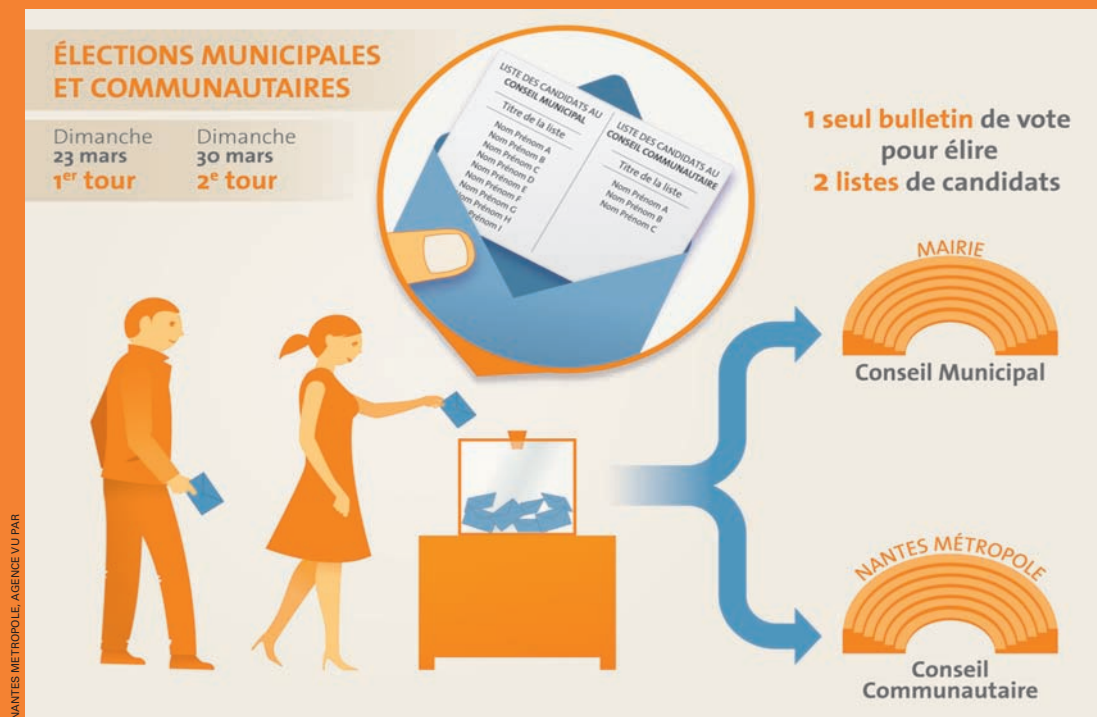 ÉLECTIONS MUNICIPALES
ET COMMUNAUTAIRES
Dimanche
23 mars
1er tour
Dimanche
30 mars
2e tour
LISTE DES CANDIDATS AU
CONSEIL MUNICIPAL
Titre de la liste
Nom Prénom A
Nom Prénom B
Nom Prénom C
Nom Prénom D
Nom Prénom E
Nom Prénom F
Nom Prénom G
om Prénom H
Prénom I
LISTE DES CANDIDATS AU
CONSEIL COMMUNAUTAIRE
Titre de la liste
Nom Prénom A
Nom Prénom B
Nom Prénom C
1 seul bulletin de vote
pour élire
2 listes de candidats
MAIRIE
Conseil Municipal
NANTES MÉTROPOLE
Conseil
Communautaire
NANTES METROPOLE, AGENCE VU PAR